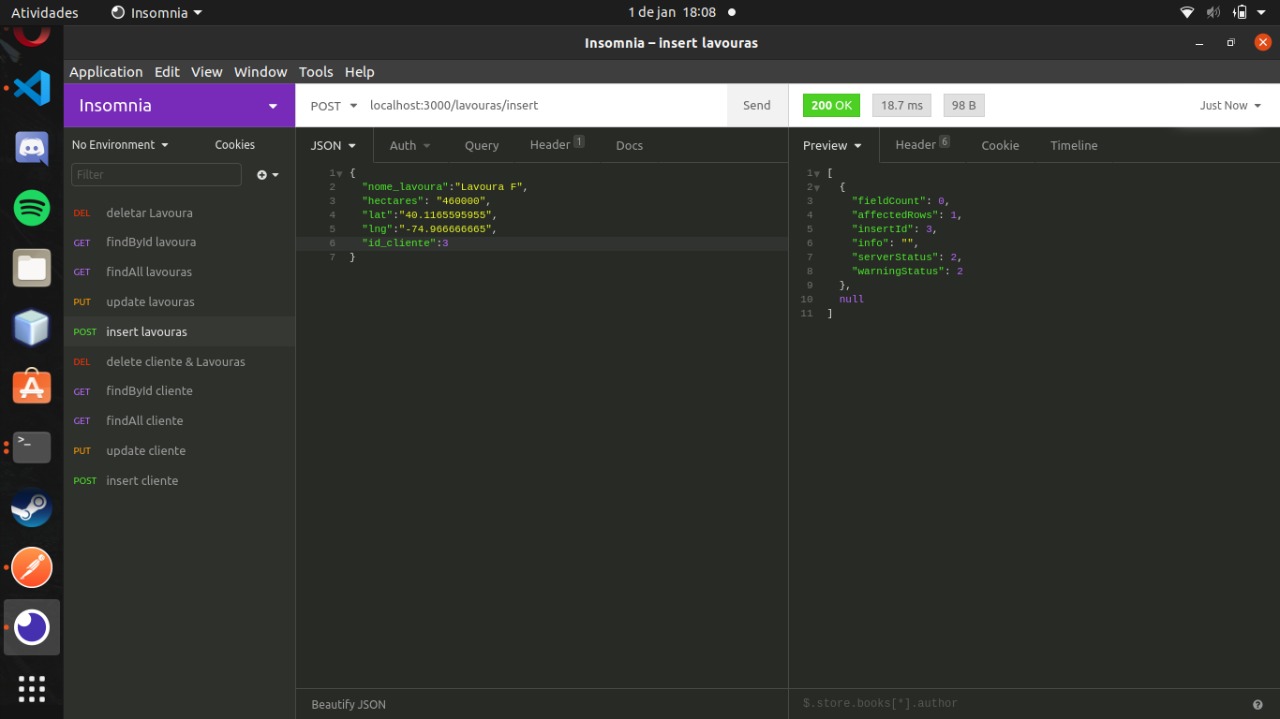 Atividades Insomnia 1 de jan 18:08
Insomnia – insert lavouras
Application Edit View Window Tools Help
Insomnia
POST localhost:3000/lavouras/insert Send
200 OK 18.7 ms 98 B Just Now
No Environment Cookies
Filter
DEL deletar Lavoura
GET findById lavoura
GET findAll lavouras
PUT update lavouras
POST insert lavouras
DEL delete cliente & Lavouras
GET findById cliente
GET findAll cliente
PUT update cliente
POST insert cliente
JSON Auth Query Header 1 Docs
1 {
2 "nome_lavoura":"Lavoura F",
3 "hectares": "460000",
4 "lat":"40.1165595955",
5 "lng":"-74.966666665",
6 "id_cliente":3
7 }
Beautify JSON
Preview Header 6 Cookie Timeline
1 [
2 {
3 "fieldCount": 0,
4 "affectedRows": 1,
5 "insertId": 3,
6 "info": "",
7 "serverStatus": 2,
8 "warningStatus": 2
9 },
10 null
11 ]
$.store.books[*].author